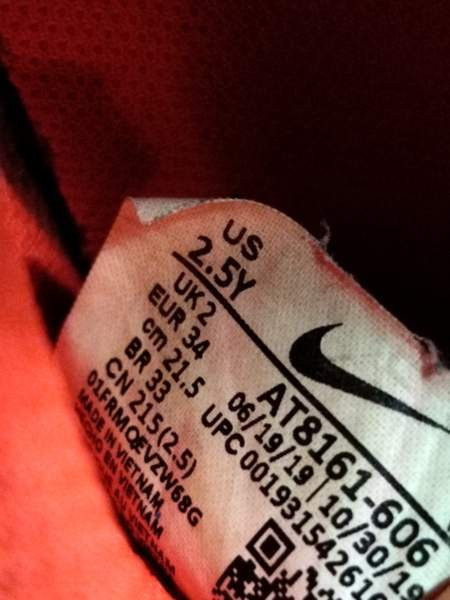 US
2.5Y
UK 2
EUR 34
cm 21.5
BR 33
CN 215(2.5)
AT8161-606
06/19/19 | 10/30/19
UPC 00193154261
MADE IN VIETNAM
VIETNAM